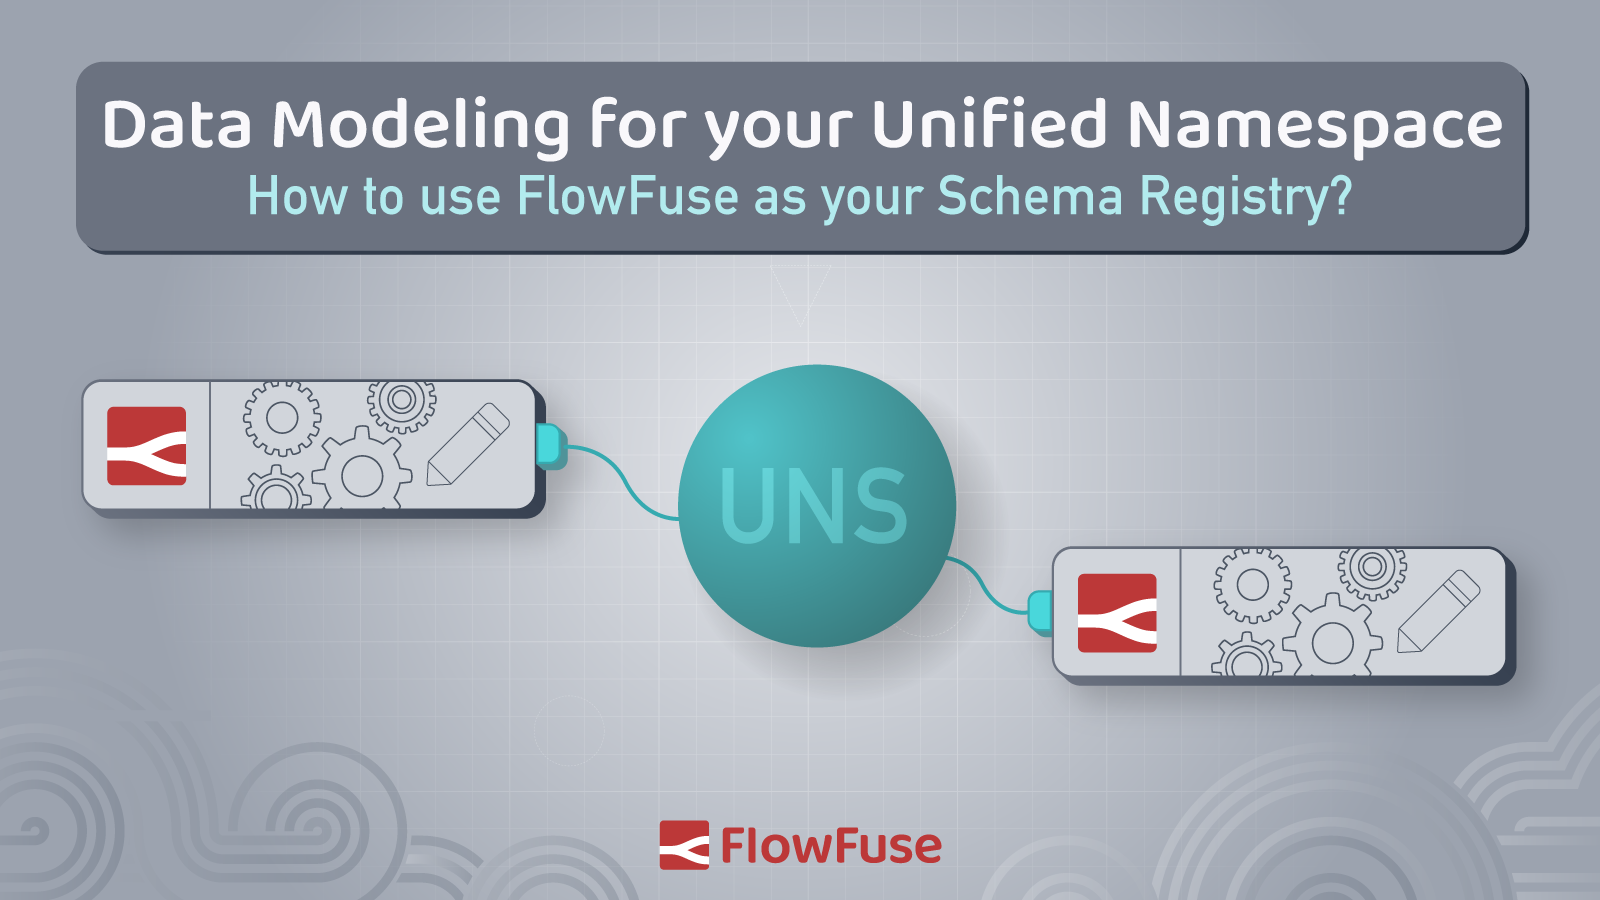 Data Modeling for your Unified Namespace
How to use FlowFuse as your Schema Registry?
UNS
FlowFuse